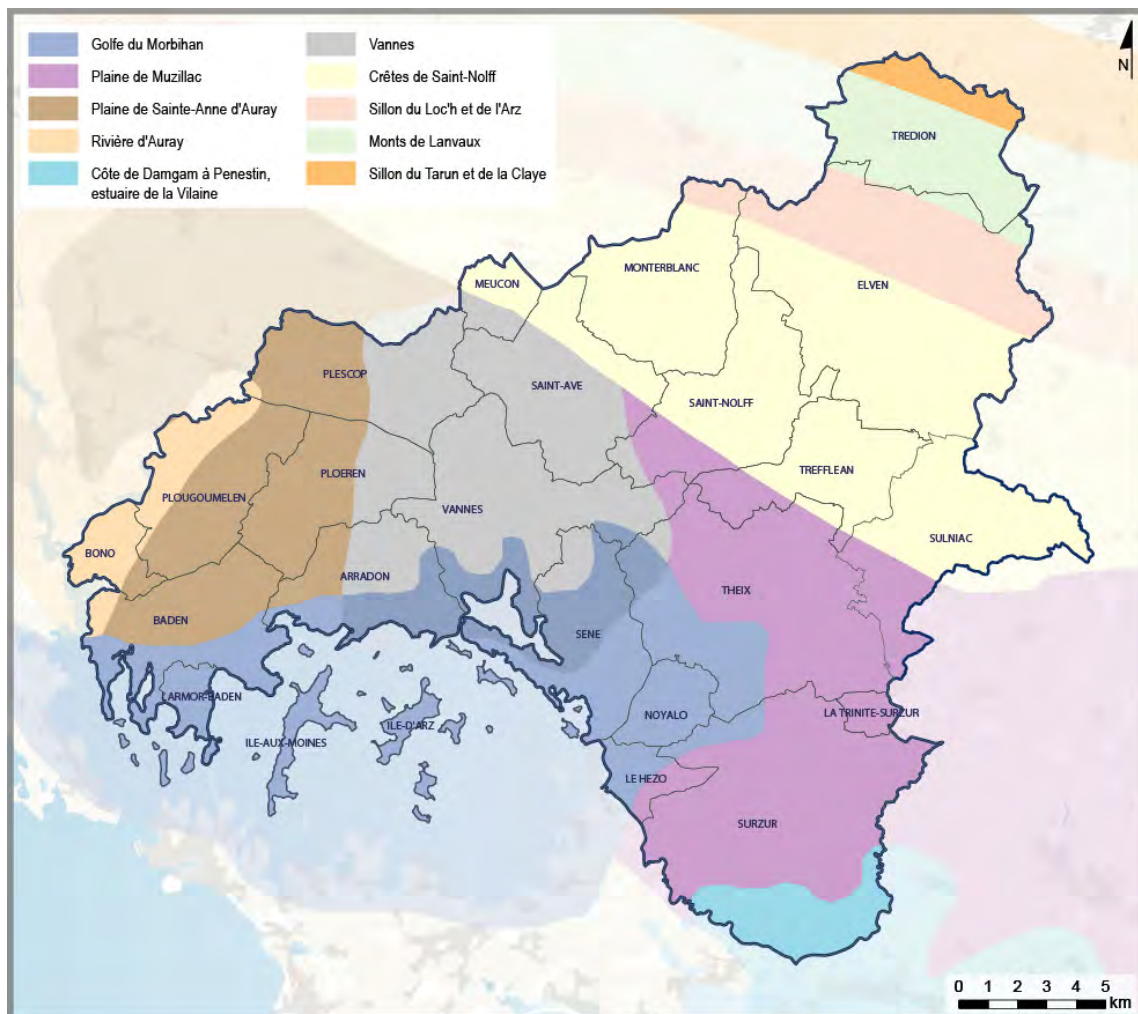 Golfe du Morbihan
Plaine de Muzillac
Plaine de Sainte-Anne d'Auray
Rivière d'Auray
Côte de Damgam à Penestin,
estuaire de la Vilaine
Vannes
Crêtes de Saint-Nolff
Sillon du Loc'h et de l'Arz
Monts de Lanvaux
Sillon du Tarun et de la Claye
N
TREDION
MONTERBLANC
MEUCON
ELVEN
PLESCOP
SAINT-AVE
SAINT-NOLFF
PLOEREN
TREFFLEAN
PLOUGOUMELEN
VANNES
SULNIAC
BONO
ARRADON
THEIX
BADEN
SENE
LARMOR-BADEN
NOYALO
LA TRINITE-SURZUR
ILE-D'ARZ
ILE-AUX-MOINES
LE HEZO
SURZUR
0 1 2 3 4 5
km